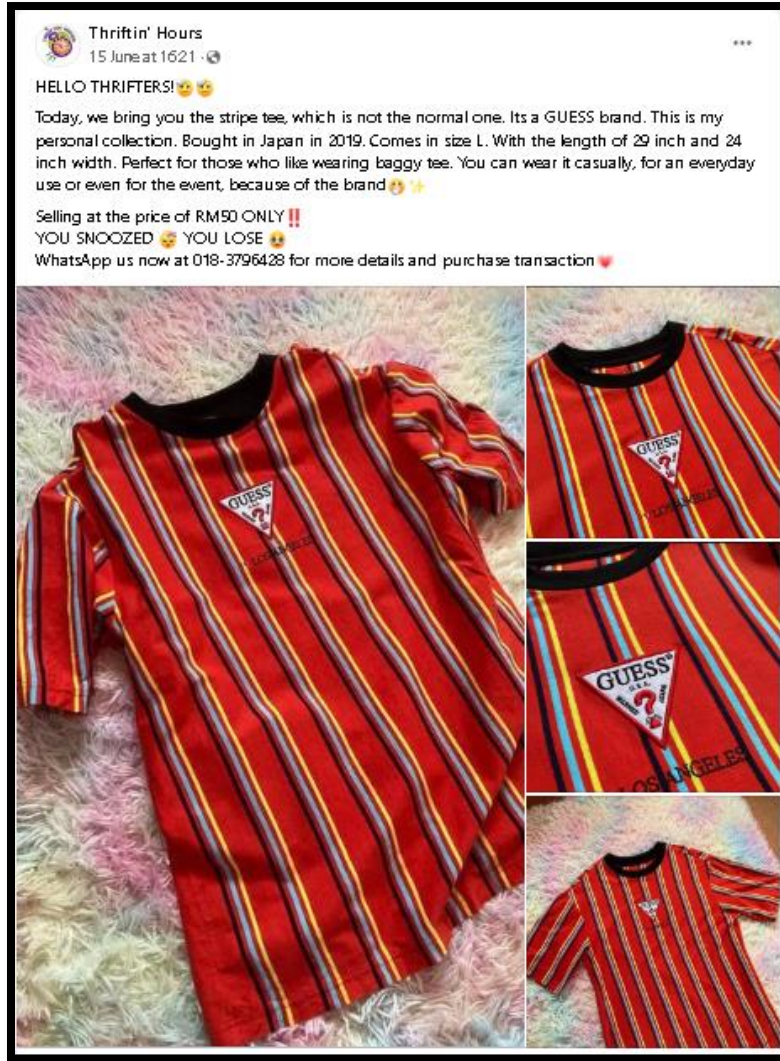 Thriftin' Hours
15 June at 16:21
HELLO THRIFTERS!🤕🤕
Today, we bring you the stripe tee, which is not the normal one. Its a GUESS brand. This is my
personal collection. Bought in Japan in 2019. Comes in size L. With the length of 29 inch and 24
inch width. Perfect for those who like wearing baggy tee. You can wear it casually, for an everyday
use or even for the event, because of the brand🤭✨
Selling at the price of RM50 ONLY‼️
YOU SNOOZED 😴 YOU LOSE 🥹
WhatsApp us now at 018-3796428 for more details and purchase transaction💗
GUESS
?
LOS ANGELES
GUESS
?
LOS ANGELES
GUESS
U.S.A.
?
LOS ANGELES